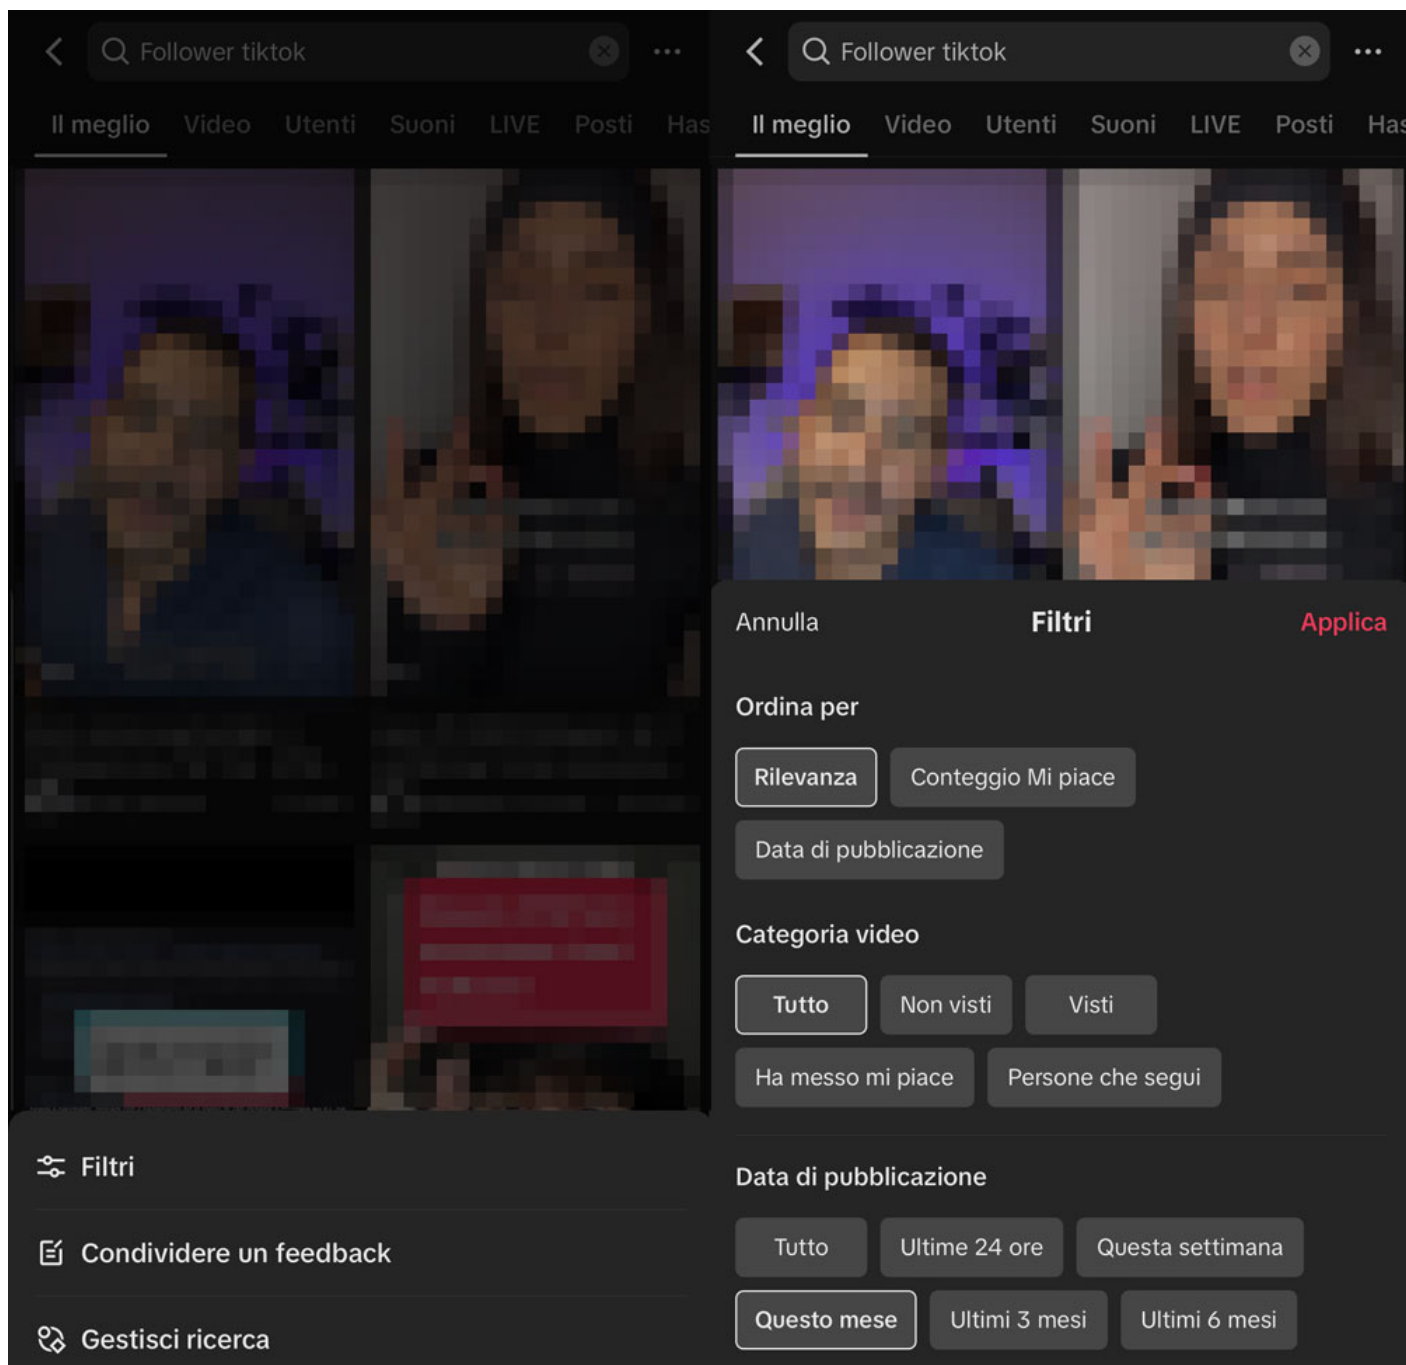 Follower tiktok
Il meglio Video Utenti Suoni LIVE Posti Has
Filtri
Condividere un feedback
Gestisci ricerca
Follower tiktok
Il meglio Video Utenti Suoni LIVE Posti Has
Annulla Filtri Applica
Ordina per
Rilevanza Conteggio Mi piace
Data di pubblicazione
Categoria video
Tutto Non visti Visti
Ha messo mi piace Persone che segui
Data di pubblicazione
Tutto Ultime 24 ore Questa settimana
Questo mese Ultimi 3 mesi Ultimi 6 mesi